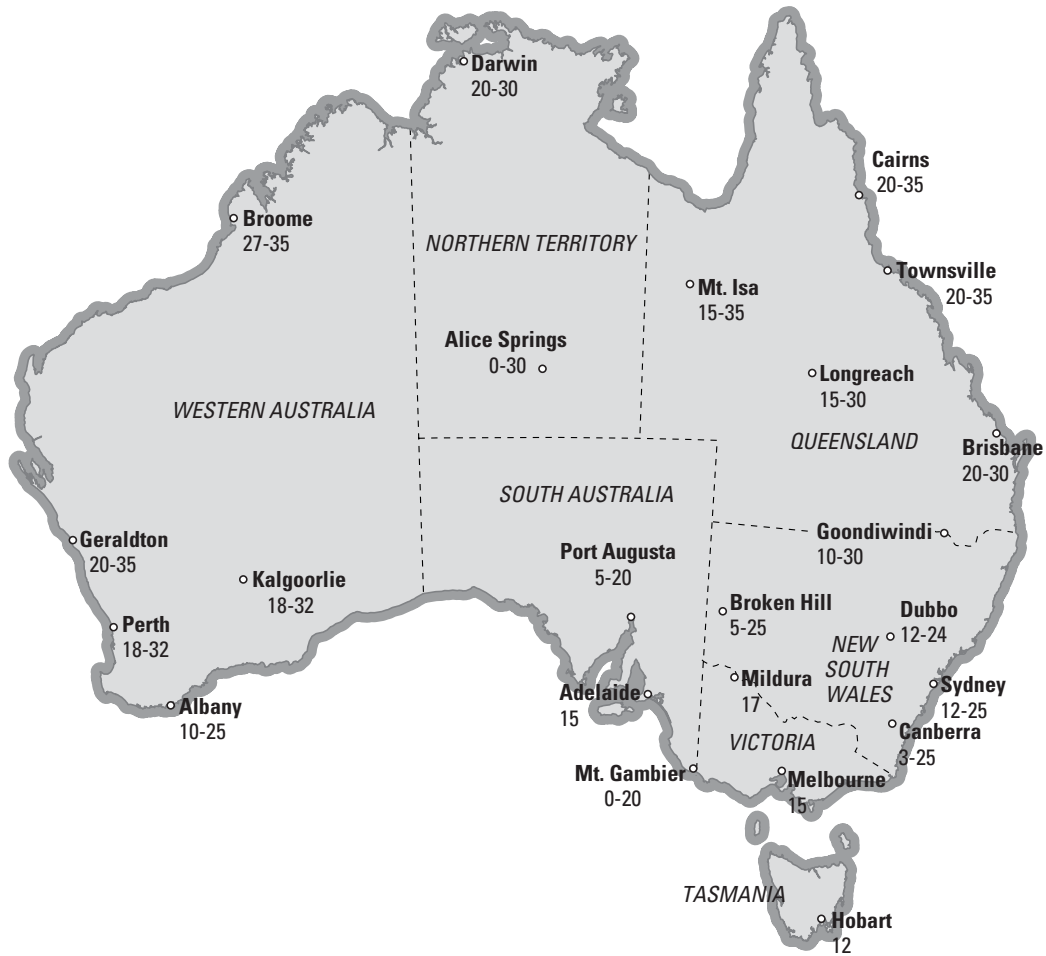 Darwin
20-30
Cairns
20-35
Broome
27-35
NORTHERN TERRITORY
Townsville
20-35
Mt. Isa
15-35
Alice Springs
0-30
Longreach
15-30
WESTERN AUSTRALIA
QUEENSLAND
Brisbane
20-30
SOUTH AUSTRALIA
Geraldton
20-35
Goondiwindi
10-30
Port Augusta
5-20
Kalgoorlie
18-32
Broken Hill
5-25
Dubbo
12-24
Perth
18-32
NEW
SOUTH
WALES
Mildura
17
Sydney
12-25
Adelaide
15
Albany
10-25
Canberra
3-25
VICTORIA
Mt. Gambier
0-20
Melbourne
15
TASMANIA
Hobart
12